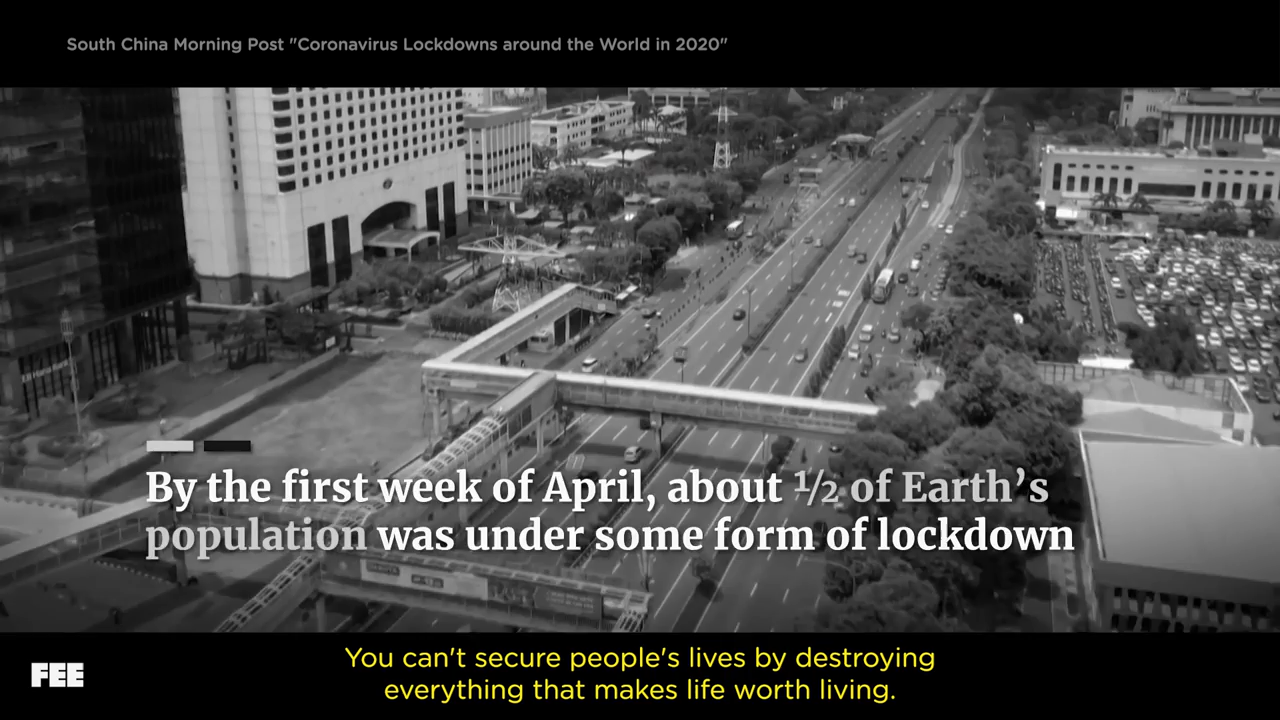 South China Morning Post "Coronavirus Lockdowns around the World in 2020"
By the first week of April, about ½ of Earth’s
population was under some form of lockdown
FEE
You can't secure people's lives by destroying
everything that makes life worth living.